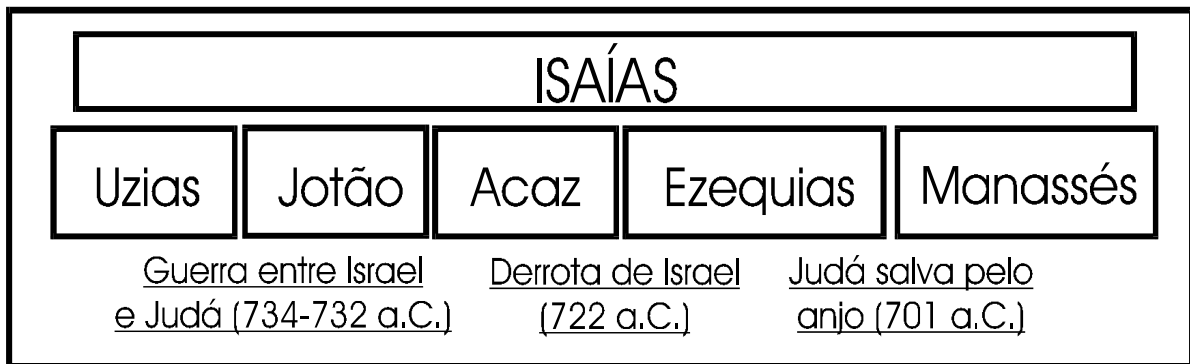 ISAÍAS
Uzias Jotão Acaz Ezequias Manassés
Guerra entre Israel
e Judá (734-732 a.C.)
Derrota de Israel
(722 a.C.)
Judá salva pelo
anjo (701 a.C.)